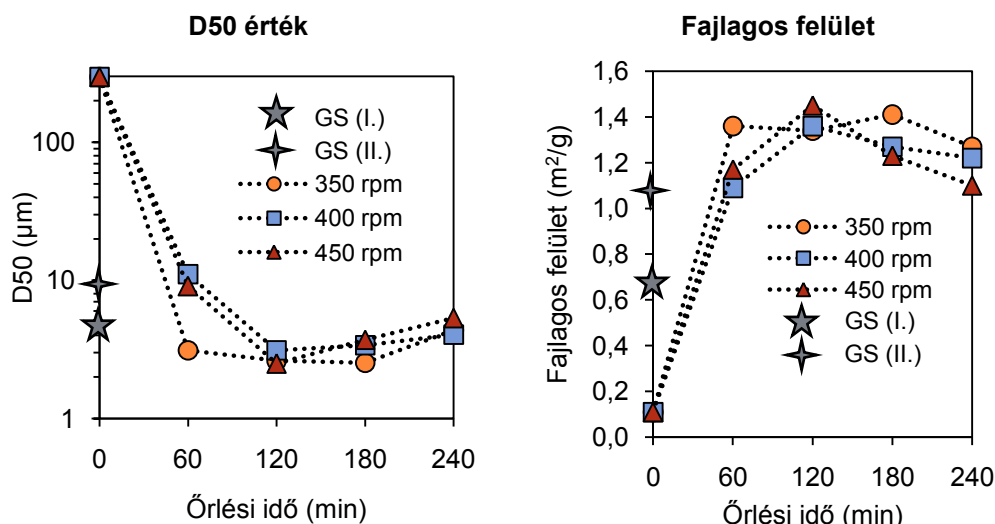 D50 érték
100
10
1
D50 (µm)
GS (I.)
GS (II.)
350 rpm
400 rpm
450 rpm
0 60 120 180 240
Őrlési idő (min)
Fajlagos felület
1,6
1,4
1,2
1,0
0,8
0,6
0,4
0,2
0,0
Fajlagos felület (m²/g)
350 rpm
400 rpm
450 rpm
GS (I.)
GS (II.)
0 60 120 180 240
Őrlési idő (min)